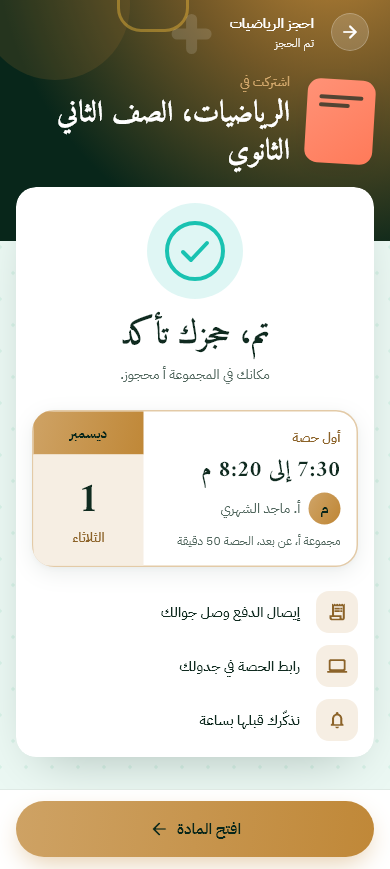 احجز الرياضيات
تم الحجز
اشتركت في
الرياضيات، الصف الثاني
الثانوي
تم، حجزك تأكد
مكانك في المجموعة أ محجوز.
أول حصة
7:30 إلى 8:20 م
م
أ. ماجد الشهري
مجموعة أ، عن بعد، الحصة 50 دقيقة
ديسمبر
1
الثلاثاء
إيصال الدفع وصل جوالك
رابط الحصة في جدولك
نذكّرك قبلها بساعة
افتح المادة